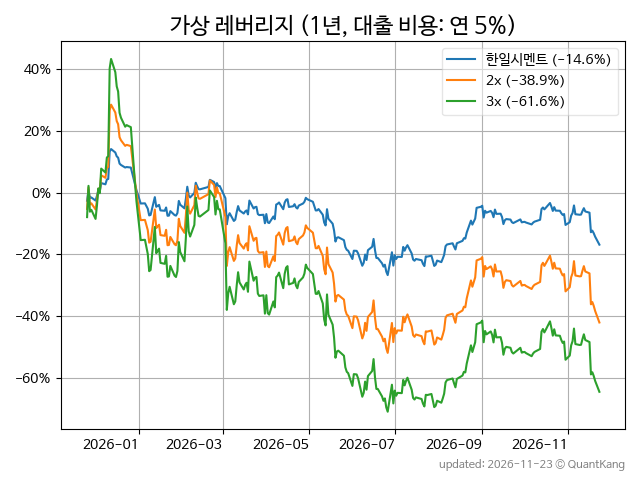 가상 레버리지 (1년, 대출 비용: 연 5%)
한일시멘트 (-14.6%)
2x (-38.9%)
3x (-61.6%)
40%
20%
0%
-20%
-40%
-60%
2026-01 2026-03 2026-05 2026-07 2026-09 2026-11
updated: 2026-11-23 © QuantKang